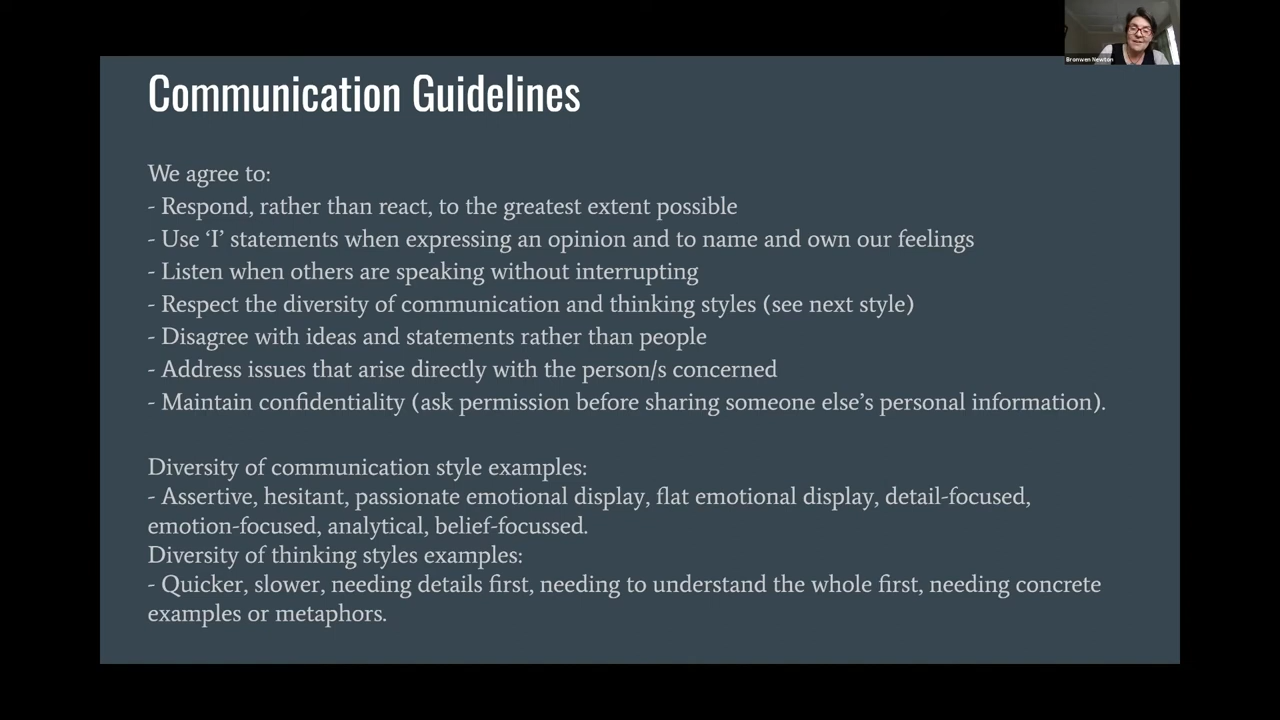 Bronwen Newton
Communication Guidelines
We agree to:
- Respond, rather than react, to the greatest extent possible
- Use ‘I’ statements when expressing an opinion and to name and own our feelings
- Listen when others are speaking without interrupting
- Respect the diversity of communication and thinking styles (see next style)
- Disagree with ideas and statements rather than people
- Address issues that arise directly with the person/s concerned
- Maintain confidentiality (ask permission before sharing someone else’s personal information).
Diversity of communication style examples:
- Assertive, hesitant, passionate emotional display, flat emotional display, detail-focused,
emotion-focused, analytical, belief-focussed.
Diversity of thinking styles examples:
- Quicker, slower, needing details first, needing to understand the whole first, needing concrete
examples or metaphors.